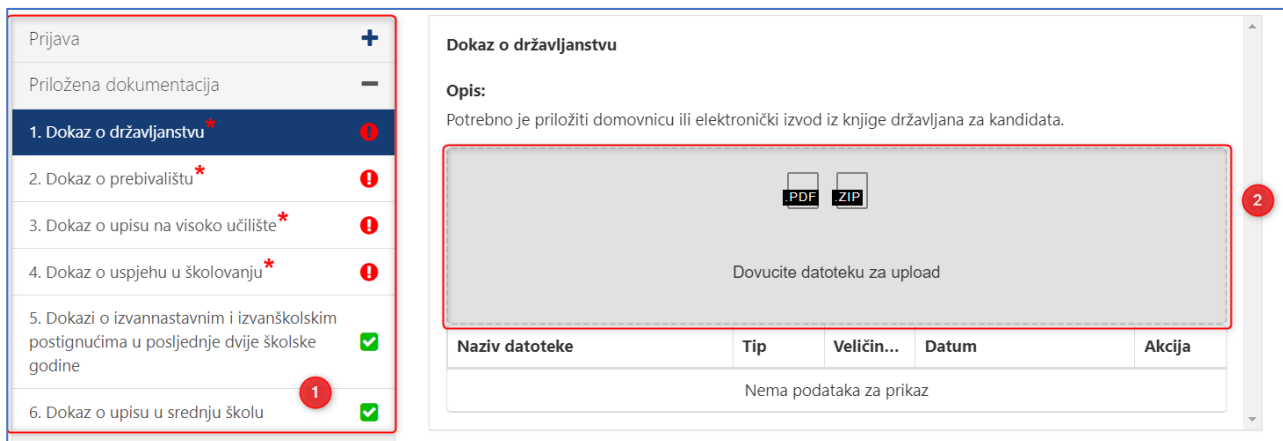 Prijava
Priložena dokumentacija
1. Dokaz o državljanstvu*
2. Dokaz o prebivalištu*
3. Dokaz o upisu na visoko učilište*
4. Dokaz o uspjehu u školovanju*
5. Dokazi o izvannastavnim i izvanškolskim
postignućima u posljednje dvije školske
godine
1
6. Dokaz o upisu u srednju školu
Dokaz o državljanstvu
Opis:
Potrebno je priložiti domovnicu ili elektronički izvod iz knjige državljana za kandidata.
.PDF .ZIP
2
Dovucite datoteku za upload
Naziv datoteke Tip Veličin... Datum Akcija
Nema podataka za prikaz